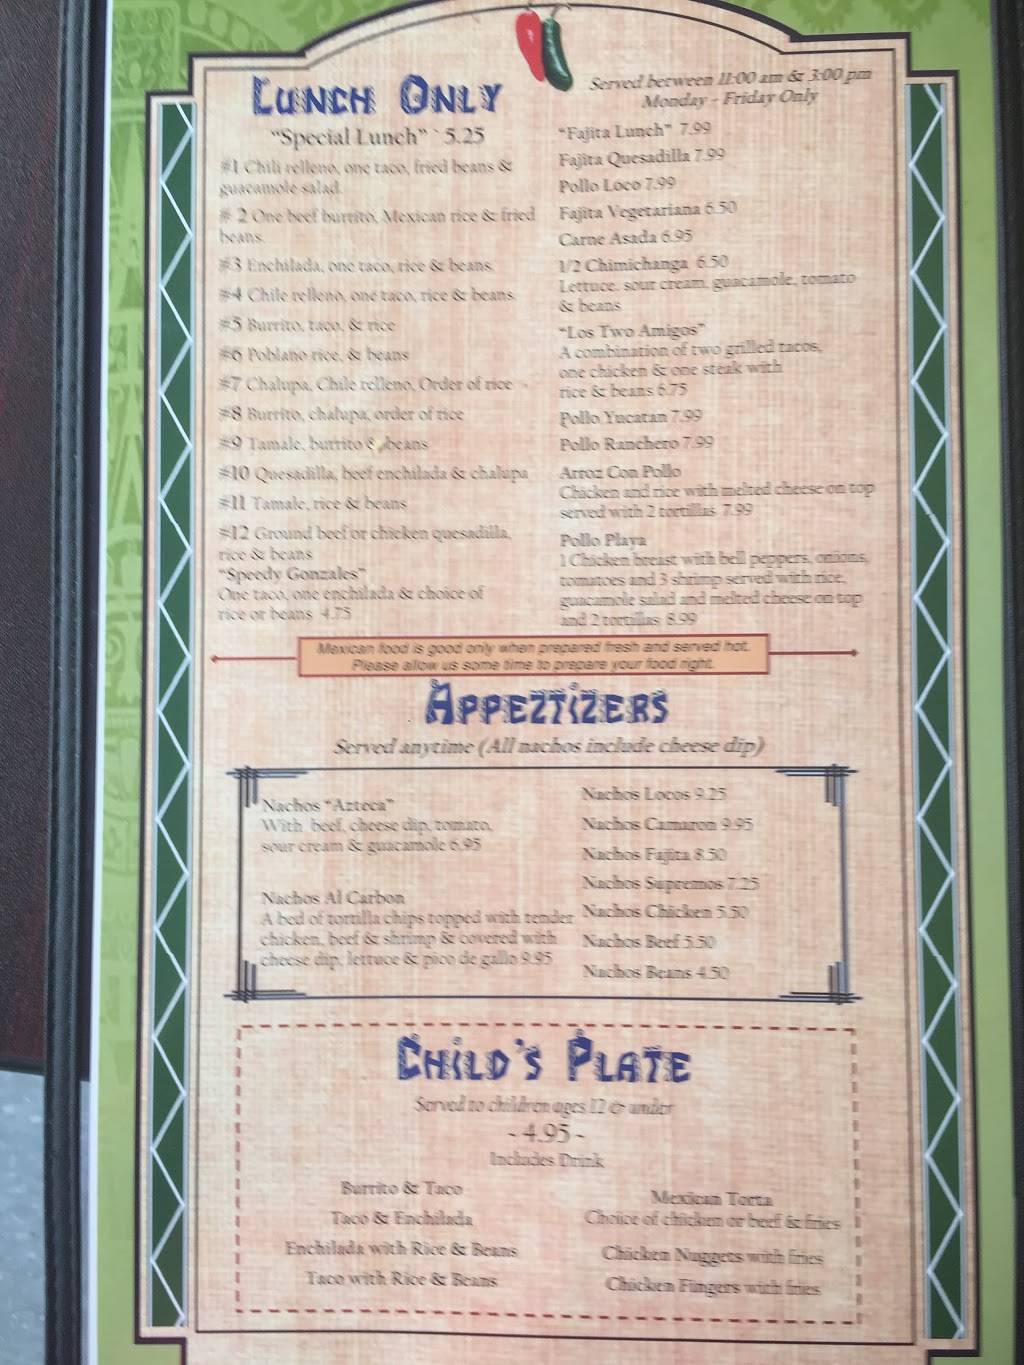 LUNCH ONLY
"Special Lunch" ` 5.25
#1 Chili relleno, one taco, fried beans &
guacamole salad.
# 2 One beef burrito, Mexican rice & fried
beans.
#3 Enchilada, one taco, rice & beans.
#4 Chile relleno, one taco, rice & beans.
#5 Burrito, taco, & rice
#6 Poblano rice, & beans
#7 Chalupa, Chile relleno, Order of rice
#8 Burrito, chalupa, order of rice
#9 Tamale, burrito & beans
#10 Quesadilla, beef enchilada & chalupa
#11 Tamale, rice & beans
#12 Ground beef or chicken quesadilla,
rice & beans
"Speedy Gonzales"
One taco, one enchilada & choice of
rice or beans 4.75
Served between 11:00 am & 3:00 pm
Monday - Friday Only
"Fajita Lunch" 7.99
Fajita Quesadilla 7.99
Pollo Loco 7.99
Fajita Vegetariana 6.50
Carne Asada 6.95
1/2 Chimichanga 6.50
Lettuce, sour cream, guacamole, tomato
& beans
"Los Two Amigos"
A combination of two grilled tacos,
one chicken & one steak with
rice & beans 6.75
Pollo Yucatan 7.99
Pollo Ranchero 7.99
Arroz Con Pollo
Chicken and rice with melted cheese on top
served with 2 tortillas 7.99
Pollo Playa
1 Chicken breast with bell peppers, onions,
tomatoes and 3 shrimp served with rice,
guacamole salad and melted cheese on top
and 2 tortillas 8.99
Mexican food is good only when prepared fresh and served hot.
Please allow us some time to prepare your food right.
APPEZTIZERS
Served anytime (All nachos include cheese dip)
Nachos "Azteca"
With beef, cheese dip, tomato,
sour cream & guacamole 6.95
Nachos Al Carbon
A bed of tortilla chips topped with tender
chicken, beef & shrimp & covered with
cheese dip, lettuce & pico de gallo 9.95
Nachos Locos 9.25
Nachos Camaron 9.95
Nachos Fajita 8.50
Nachos Supremos 7.25
Nachos Chicken 5.50
Nachos Beef 5.50
Nachos Beans 4.50
CHILD'S PLATE
Served to children ages 12 & under
~ 4.95 ~
Includes Drink
Burrito & Taco
Taco & Enchilada
Enchilada with Rice & Beans
Taco with Rice & Beans
Mexican Torta
Choice of chicken or beef & fries
Chicken Nuggets with fries
Chicken Fingers with fries